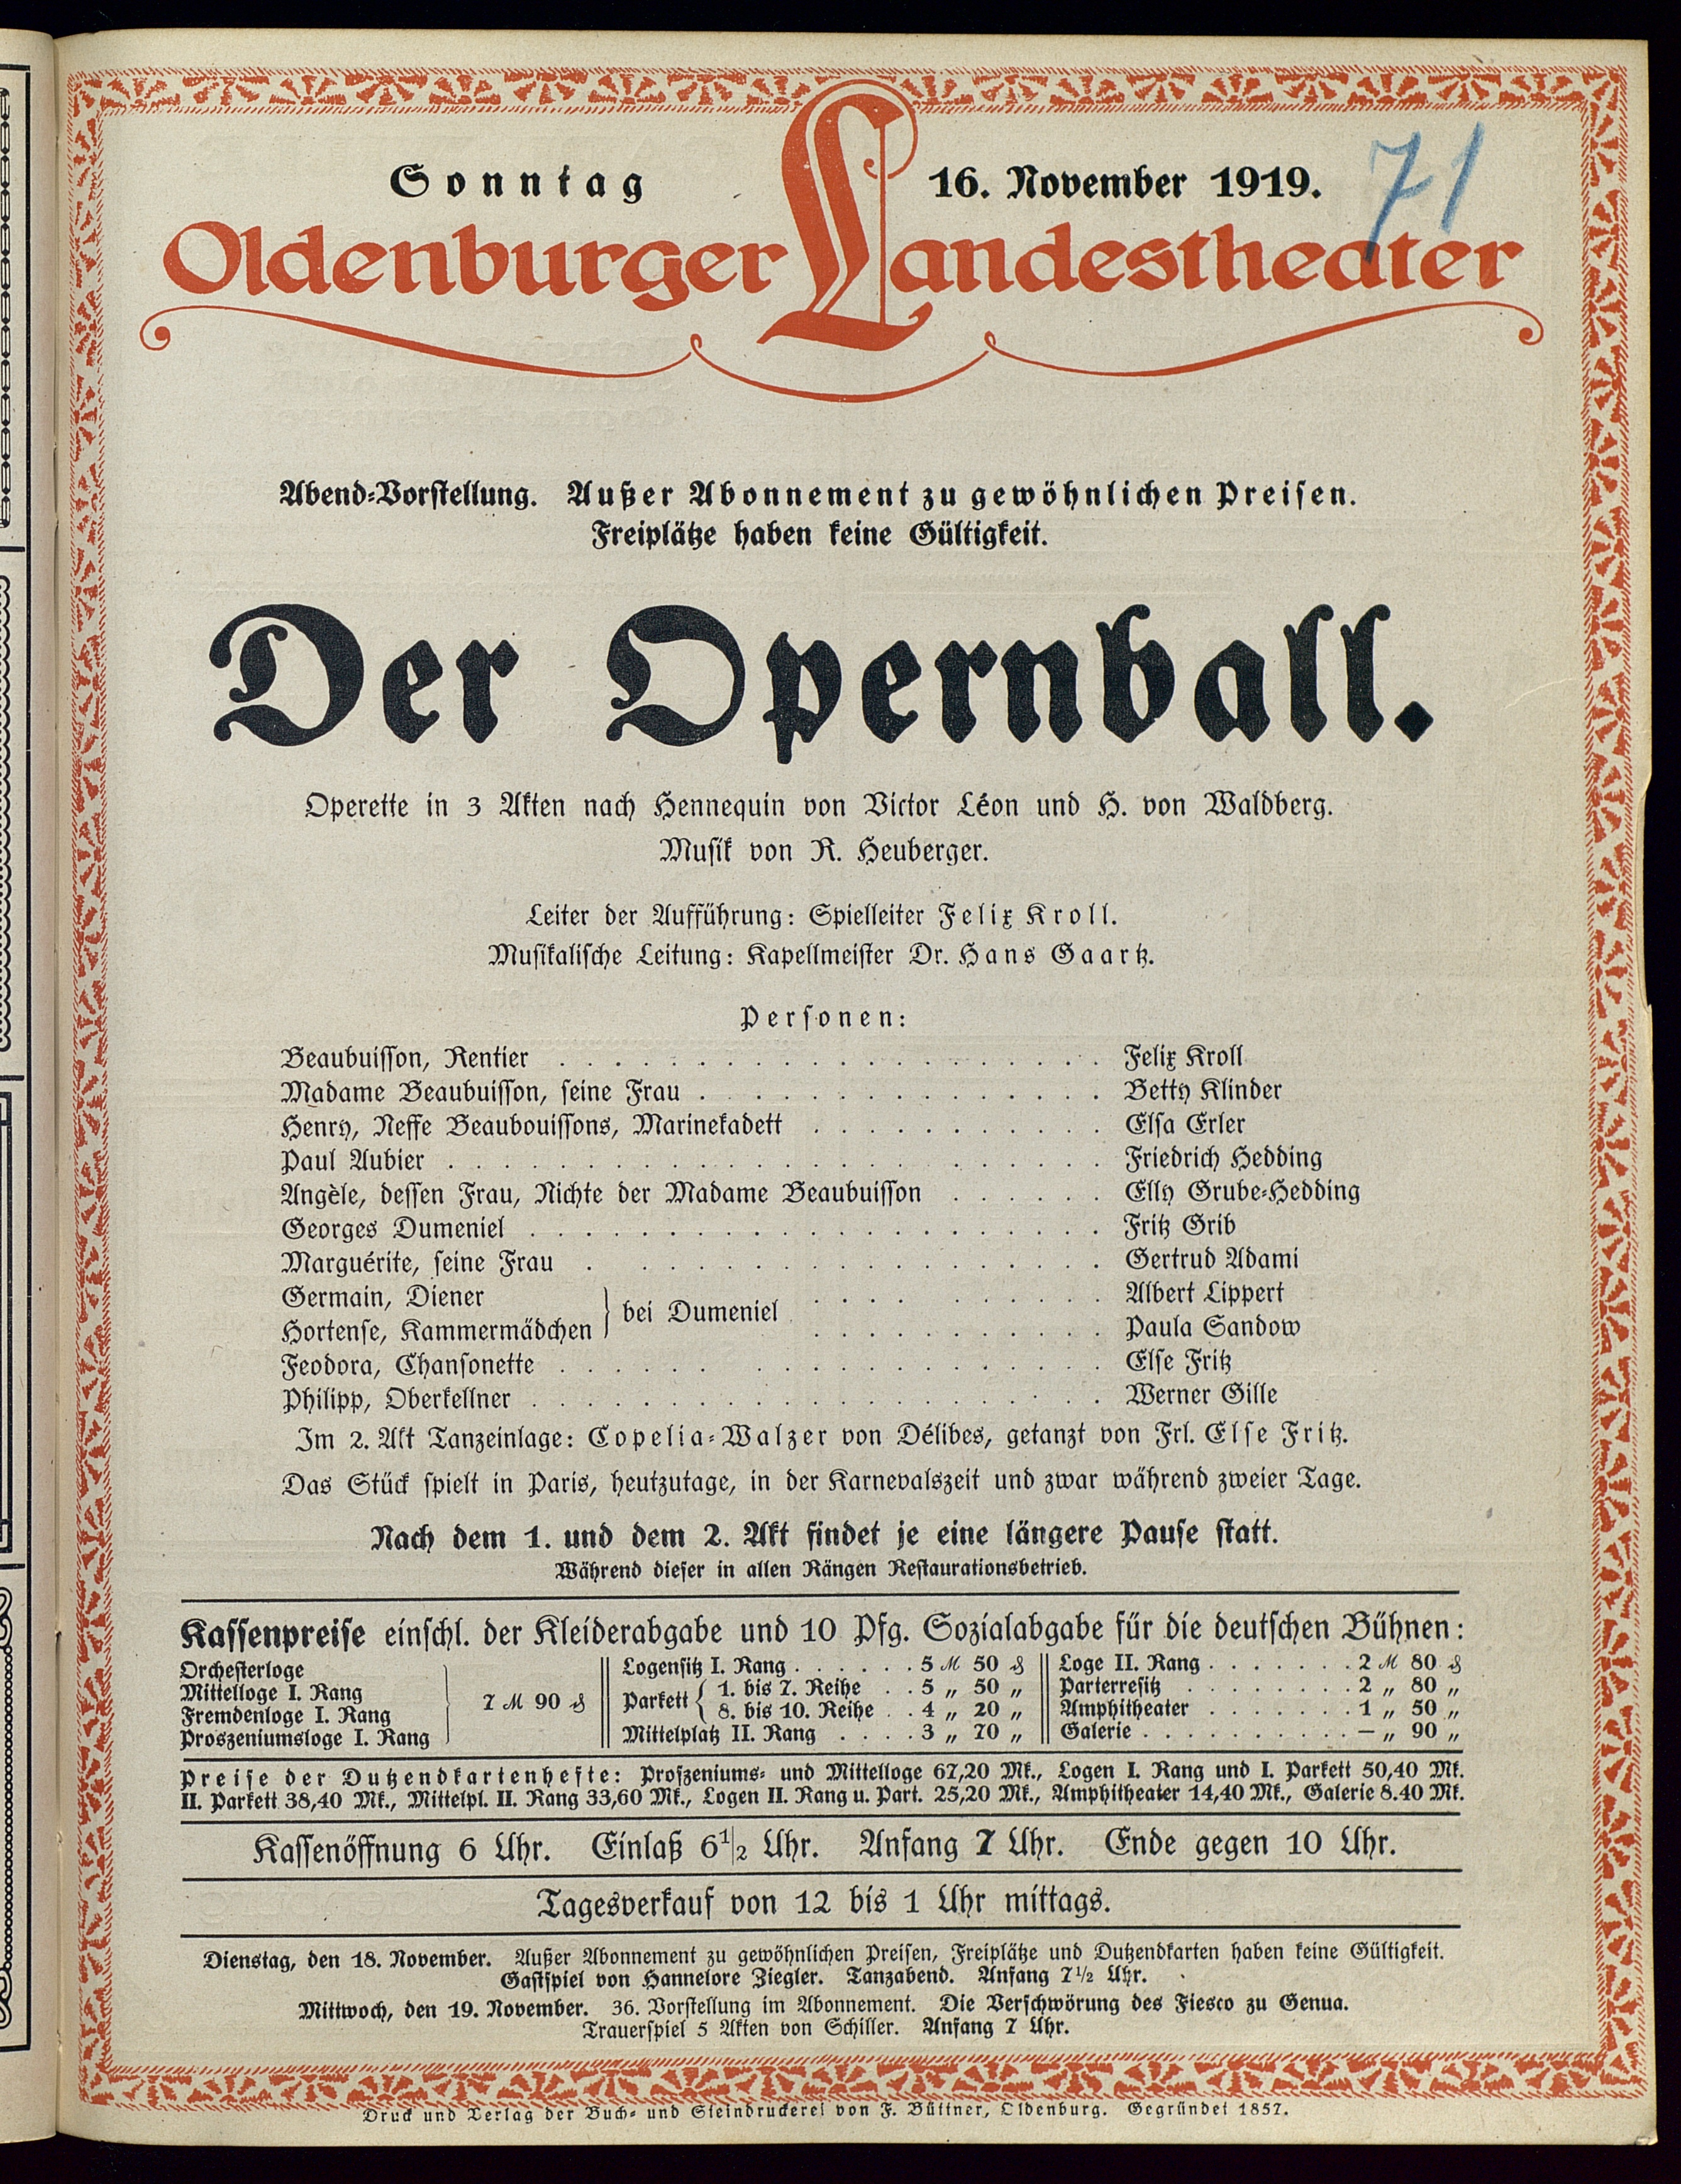 Sonntag 16. November 1919.
71
Oldenburger Landestheater
Abend-Vorstellung. Außer Abonnement zu gewöhnlichen Preisen.
Freiplätze haben keine Gültigkeit.
Der Opernball.
Operette in 3 Akten nach Hennequin von Victor Léon und H. von Waldberg.
Musik von R. Heuberger.
Leiter der Aufführung: Spielleiter Felix Kroll.
Musikalische Leitung: Kapellmeister Dr. Hans Gaartz.
Personen:
Beaubuisson, Rentier . . . . . . . . . . . . . . . . . . . . Felix Kroll
Madame Beaubuisson, seine Frau . . . . . . . . . . . . . . . Betty Klinder
Henry, Neffe Beaubouissons, Marinekadett . . . . . . . . . . . Elsa Erler
Paul Aubier . . . . . . . . . . . . . . . . . . . . . . . . Friedrich Hedding
Angèle, dessen Frau, Nichte der Madame Beaubuisson . . . . . . Elly Grube-Hedding
Georges Dumeniel . . . . . . . . . . . . . . . . . . . . . Fritz Grib
Marguérite, seine Frau . . . . . . . . . . . . . . . . . . Gertrud Adami
Germain, Diener } bei Dumeniel . . . . . . . . . . Albert Lippert
Hortense, Kammermädchen . . . . . . . . . . Paula Sandow
Feodora, Chansonette . . . . . . . . . . . . . . . . . . . Else Fritz
Philipp, Oberkellner . . . . . . . . . . . . . . . . . . . . Werner Gille
Im 2. Akt Tanzeinlage: Copelia-Walzer von Délibes, getanzt von Frl. Else Fritz.
Das Stück spielt in Paris, heutzutage, in der Karnevalszeit und zwar während zweier Tage.
Nach dem 1. und dem 2. Akt findet je eine längere Pause statt.
Während dieser in allen Rängen Restaurationsbetrieb.
Kassenpreise einschl. der Kleiderabgabe und 10 Pfg. Sozialabgabe für die deutschen Bühnen:
Orchesterloge
Mittelloge I. Rang
Fremdenloge I. Rang
Proszeniumsloge I. Rang
7 ℳ 90 ₰
Logensitz I. Rang . . . . . . 5 ℳ 50 ₰
Parkett { 1. bis 7. Reihe . . 5 „ 50 „
8. bis 10. Reihe . . 4 „ 20 „
Mittelplatz II. Rang . . . . 3 „ 70 „
Loge II. Rang . . . . . . . 2 ℳ 80 ₰
Parterresitz . . . . . . . . 2 „ 80 „
Amphitheater . . . . . . . 1 „ 50 „
Galerie . . . . . . . . . . — „ 90 „
Preise der Dutzendkartenhefte: Proszeniums- und Mittelloge 67,20 Mk., Logen I. Rang und I. Parkett 50,40 Mk.
II. Parkett 38,40 Mk., Mittelpl. II. Rang 33,60 Mk., Logen II. Rang u. Part. 25,20 Mk., Amphitheater 14,40 Mk., Galerie 8.40 Mk.
Kassenöffnung 6 Uhr. Einlaß 6 1/2 Uhr. Anfang 7 Uhr. Ende gegen 10 Uhr.
Tagesverkauf von 12 bis 1 Uhr mittags.
Dienstag, den 18. November. Außer Abonnement zu gewöhnlichen Preisen, Freiplätze und Dutzendkarten haben keine Gültigkeit.
Gastspiel von Hannelore Ziegler. Tanzabend. Anfang 7 1/2 Uhr.
Mittwoch, den 19. November. 36. Vorstellung im Abonnement. Die Verschwörung des Fiesco zu Genua.
Trauerspiel 5 Akten von Schiller. Anfang 7 Uhr.
Druck und Verlag der Buch- und Steindruckerei von F. Büttner, Oldenburg. Gegründet 1857.